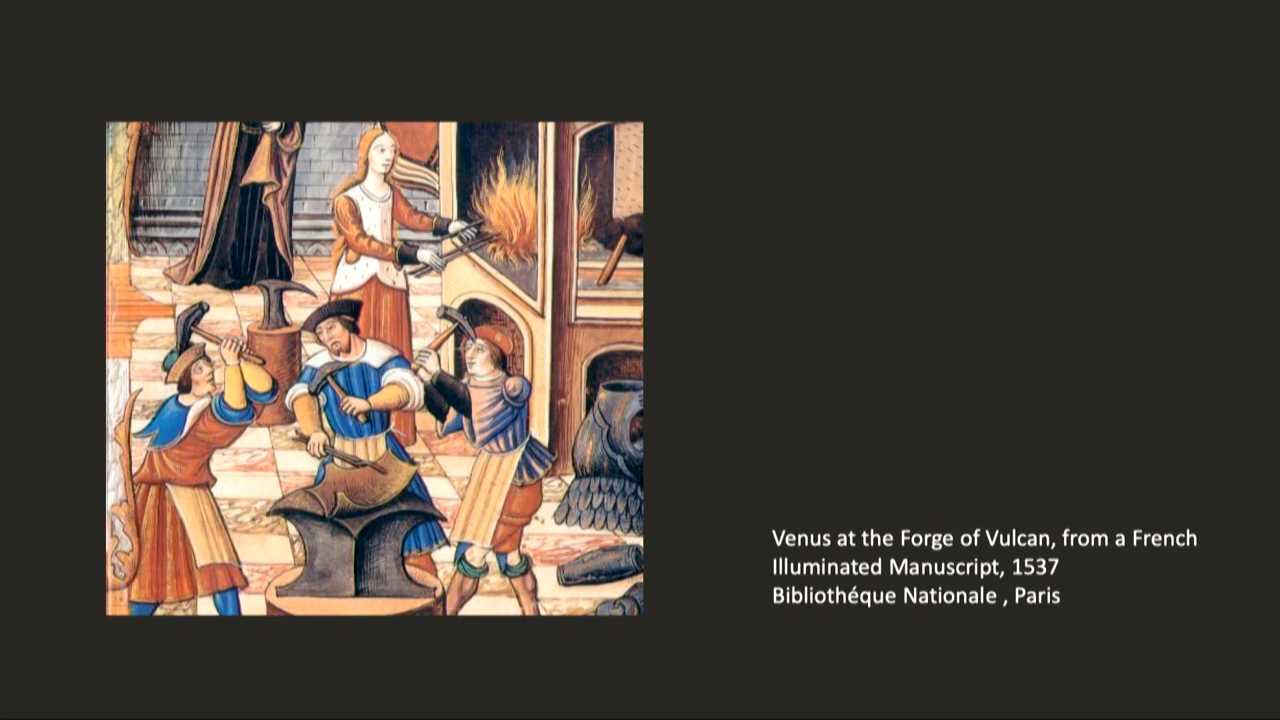 Venus at the Forge of Vulcan, from a French
Illuminated Manuscript, 1537
Bibliothéque Nationale , Paris